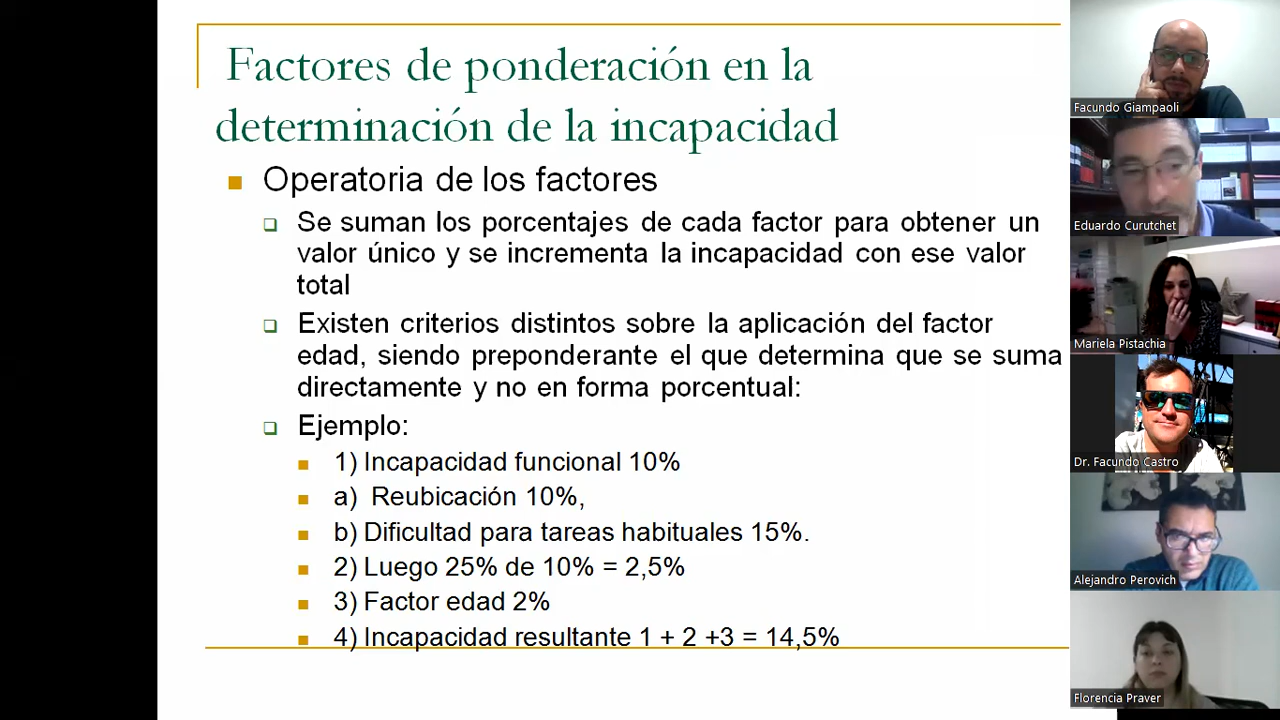 Factores de ponderación en la
determinación de la incapacidad
Operatoria de los factores
Se suman los porcentajes de cada factor para obtener un
valor único y se incrementa la incapacidad con ese valor
total
Existen criterios distintos sobre la aplicación del factor
edad, siendo preponderante el que determina que se suma
directamente y no en forma porcentual:
Ejemplo:
1) Incapacidad funcional 10%
a) Reubicación 10%,
b) Dificultad para tareas habituales 15%.
2) Luego 25% de 10% = 2,5%
3) Factor edad 2%
4) Incapacidad resultante 1 + 2 +3 = 14,5%
Facundo Giampaoli
Eduardo Curutchet
Mariela Pistachia
Dr. Facundo Castro
Alejandro Perovich
Florencia Praver